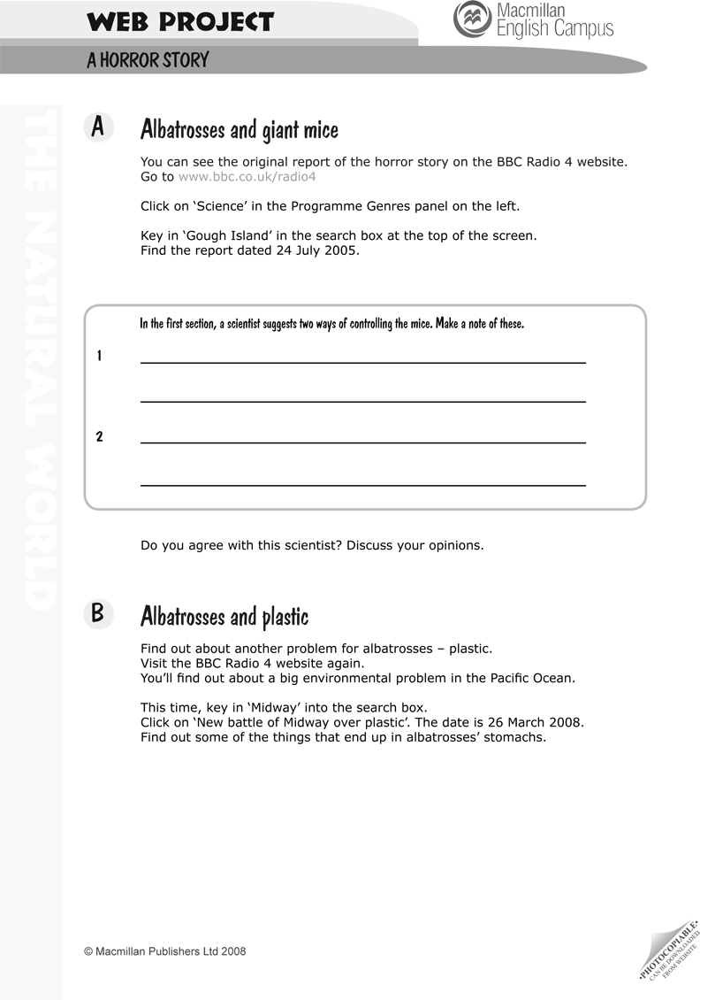 WEB PROJECT
Macmillan
English Campus
A HORROR STORY
THE NATURAL WORLD
A
Albatrosses and giant mice
You can see the original report of the horror story on the BBC Radio 4 website.
Go to www.bbc.co.uk/radio4
Click on ‘Science’ in the Programme Genres panel on the left.
Key in ‘Gough Island’ in the search box at the top of the screen.
Find the report dated 24 July 2005.
In the first section, a scientist suggests two ways of controlling the mice. Make a note of these.
1
2
Do you agree with this scientist? Discuss your opinions.
B
Albatrosses and plastic
Find out about another problem for albatrosses – plastic.
Visit the BBC Radio 4 website again.
You’ll find out about a big environmental problem in the Pacific Ocean.
This time, key in ‘Midway’ into the search box.
Click on ‘New battle of Midway over plastic’. The date is 26 March 2008.
Find out some of the things that end up in albatrosses’ stomachs.
© Macmillan Publishers Ltd 2008
•PHOTOCOPIABLE•
CAN BE DOWNLOADED
FROM WEBSITE